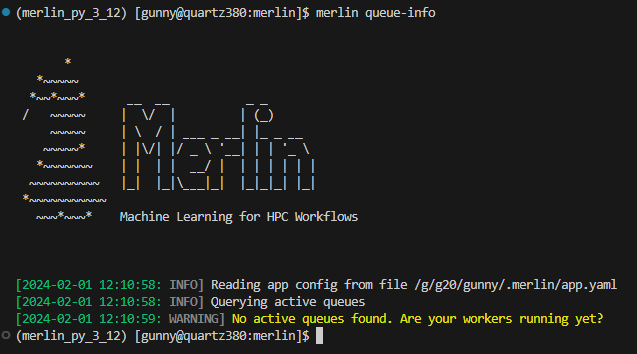 (merlin_py_3_12) [gunny@quartz380:merlin]$ merlin queue-info
Merlin
Machine Learning for HPC Workflows
[2024-02-01 12:10:58: INFO] Reading app config from file /g/g20/gunny/.merlin/app.yaml
[2024-02-01 12:10:58: INFO] Querying active queues
[2024-02-01 12:10:59: WARNING] No active queues found. Are your workers running yet?
(merlin_py_3_12) [gunny@quartz380:merlin]$